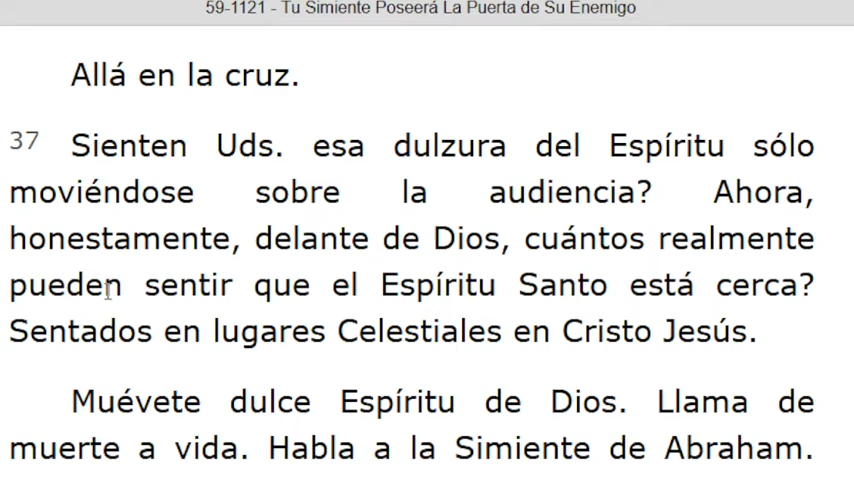 59-1121 - Tu Simiente Poseerá La Puerta de Su Enemigo
Allá en la cruz.
37 Sienten Uds. esa dulzura del Espíritu sólo
moviéndose sobre la audiencia? Ahora,
honestamente, delante de Dios, cuántos realmente
pueden sentir que el Espíritu Santo está cerca?
Sentados en lugares Celestiales en Cristo Jesús.
Muévete dulce Espíritu de Dios. Llama de
muerte a vida. Habla a la Simiente de Abraham.